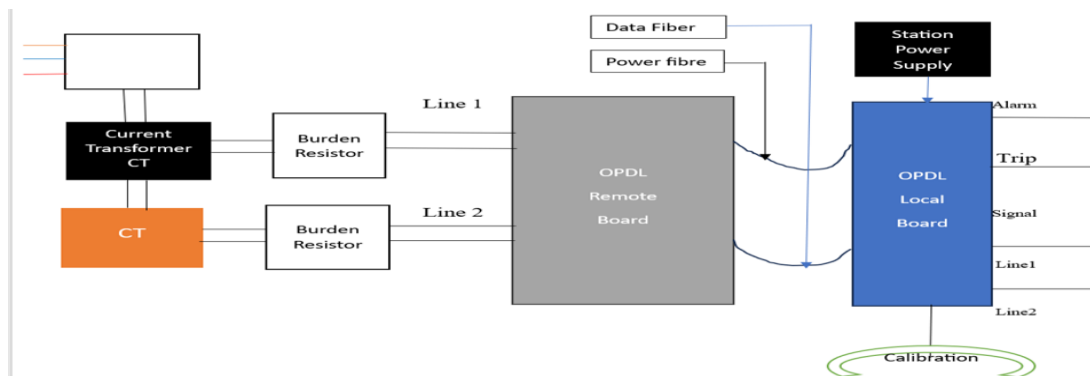 Data Fiber
Power fibre
Station
Power
Supply
Current
Transformer
CT
Burden
Resistor
Line 1
OPDL
Remote
Board
OPDL
Local
Board
Alarm
Trip
Signal
Line1
Line2
CT
Burden
Resistor
Line 2
Calibration